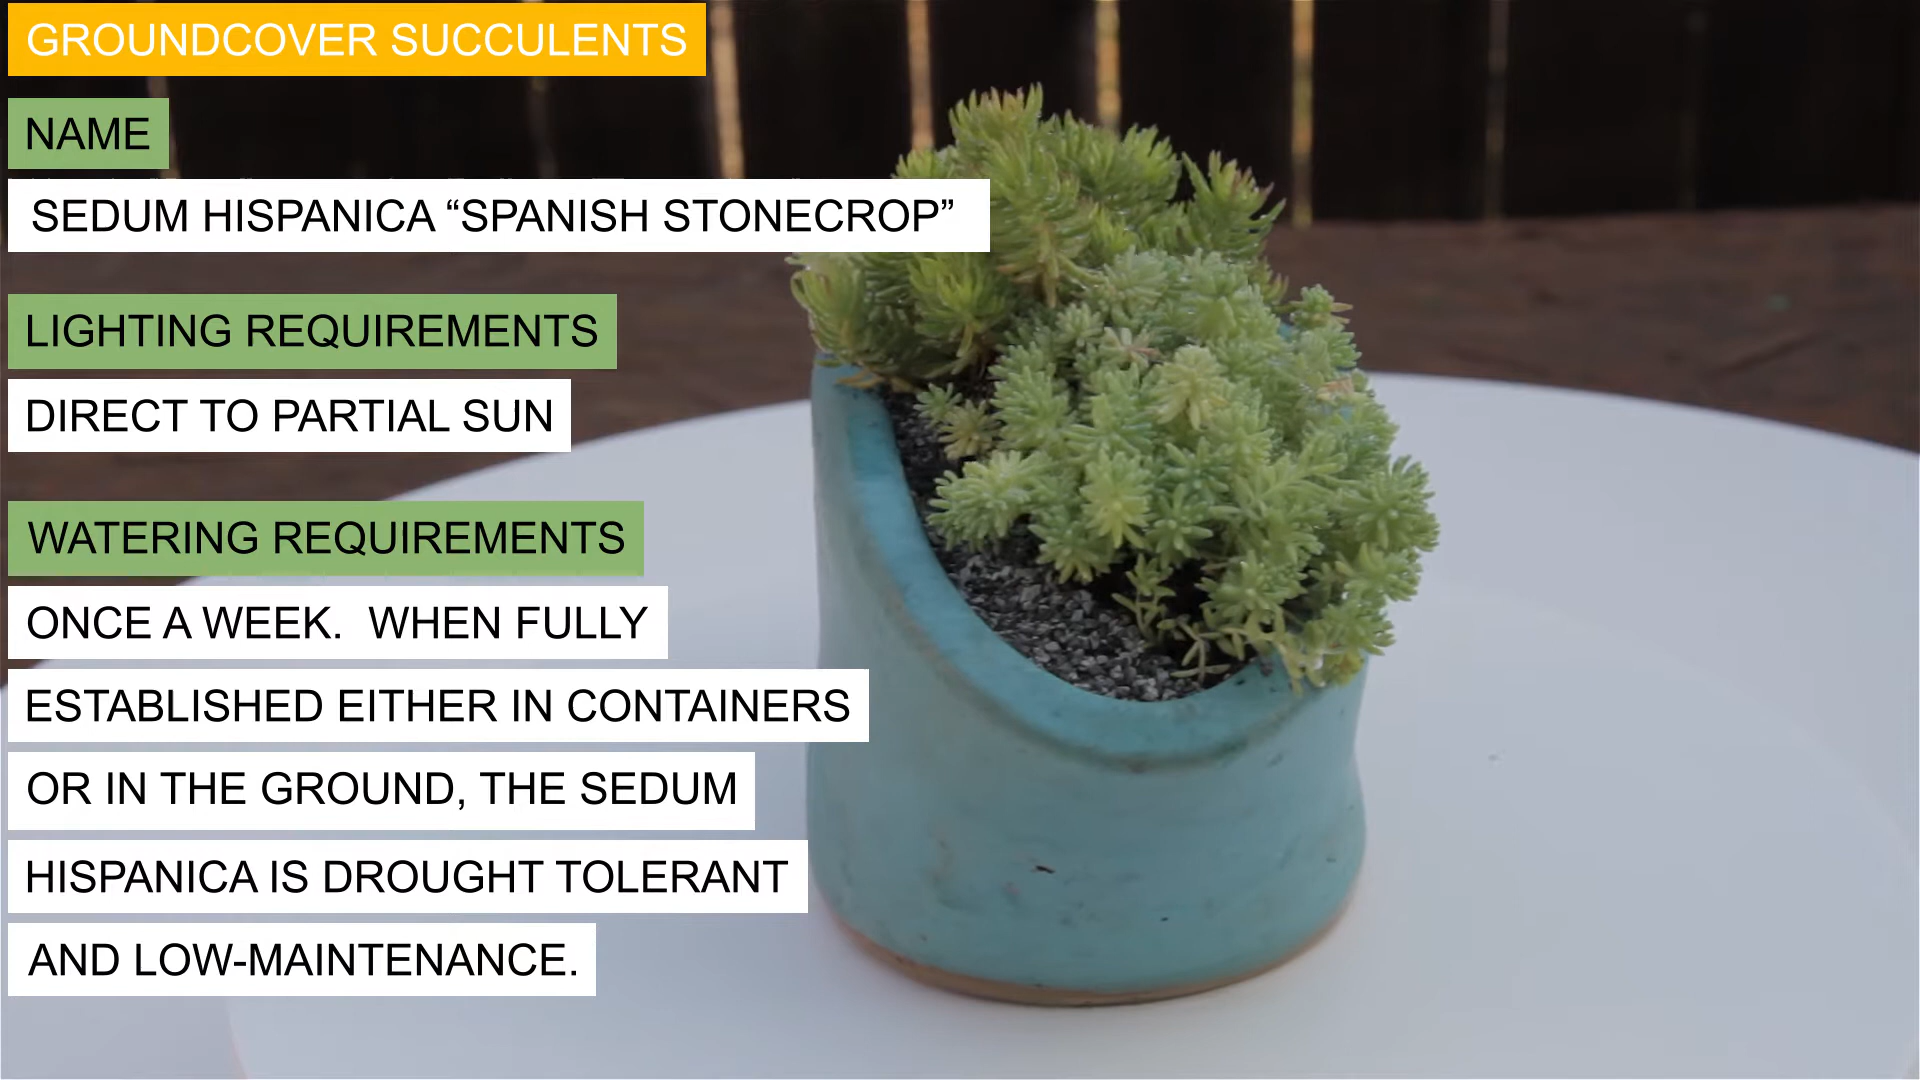 GROUNDCOVER SUCCULENTS
NAME
SEDUM HISPANICA “SPANISH STONECROP”
LIGHTING REQUIREMENTS
DIRECT TO PARTIAL SUN
WATERING REQUIREMENTS
ONCE A WEEK.  WHEN FULLY
ESTABLISHED EITHER IN CONTAINERS
OR IN THE GROUND, THE SEDUM
HISPANICA IS DROUGHT TOLERANT
AND LOW-MAINTENANCE.